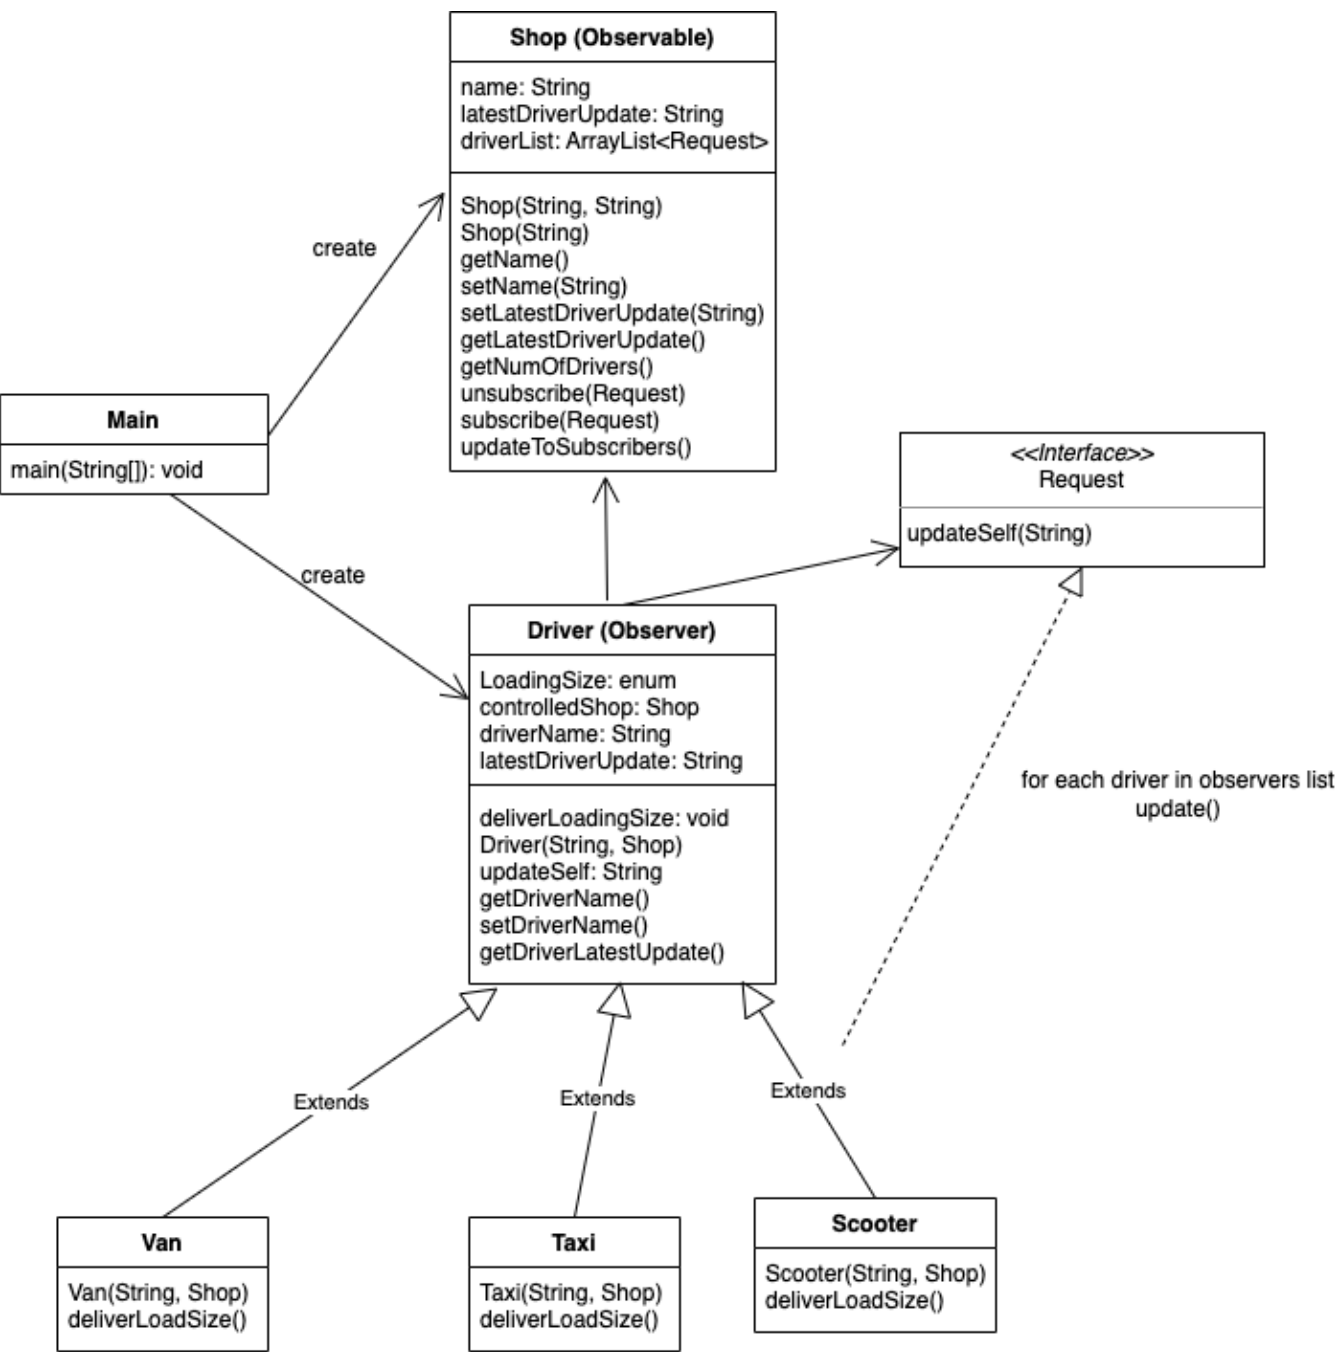 Shop (Observable)
name: String
latestDriverUpdate: String
driverList: ArrayList<Request>
Shop(String, String)
Shop(String)
getName()
setName(String)
setLatestDriverUpdate(String)
getLatestDriverUpdate()
getNumOfDrivers()
unsubscribe(Request)
subscribe(Request)
updateToSubscribers()
create
Main
main(String[]): void
create
<<Interface>>
Request
updateSelf(String)
Driver (Observer)
LoadingSize: enum
controlledShop: Shop
driverName: String
latestDriverUpdate: String
deliverLoadingSize: void
Driver(String, Shop)
updateSelf: String
getDriverName()
setDriverName()
getDriverLatestUpdate()
for each driver in observers list
update()
Extends
Extends
Extends
Van
Van(String, Shop)
deliverLoadSize()
Taxi
Taxi(String, Shop)
deliverLoadSize()
Scooter
Scooter(String, Shop)
deliverLoadSize()